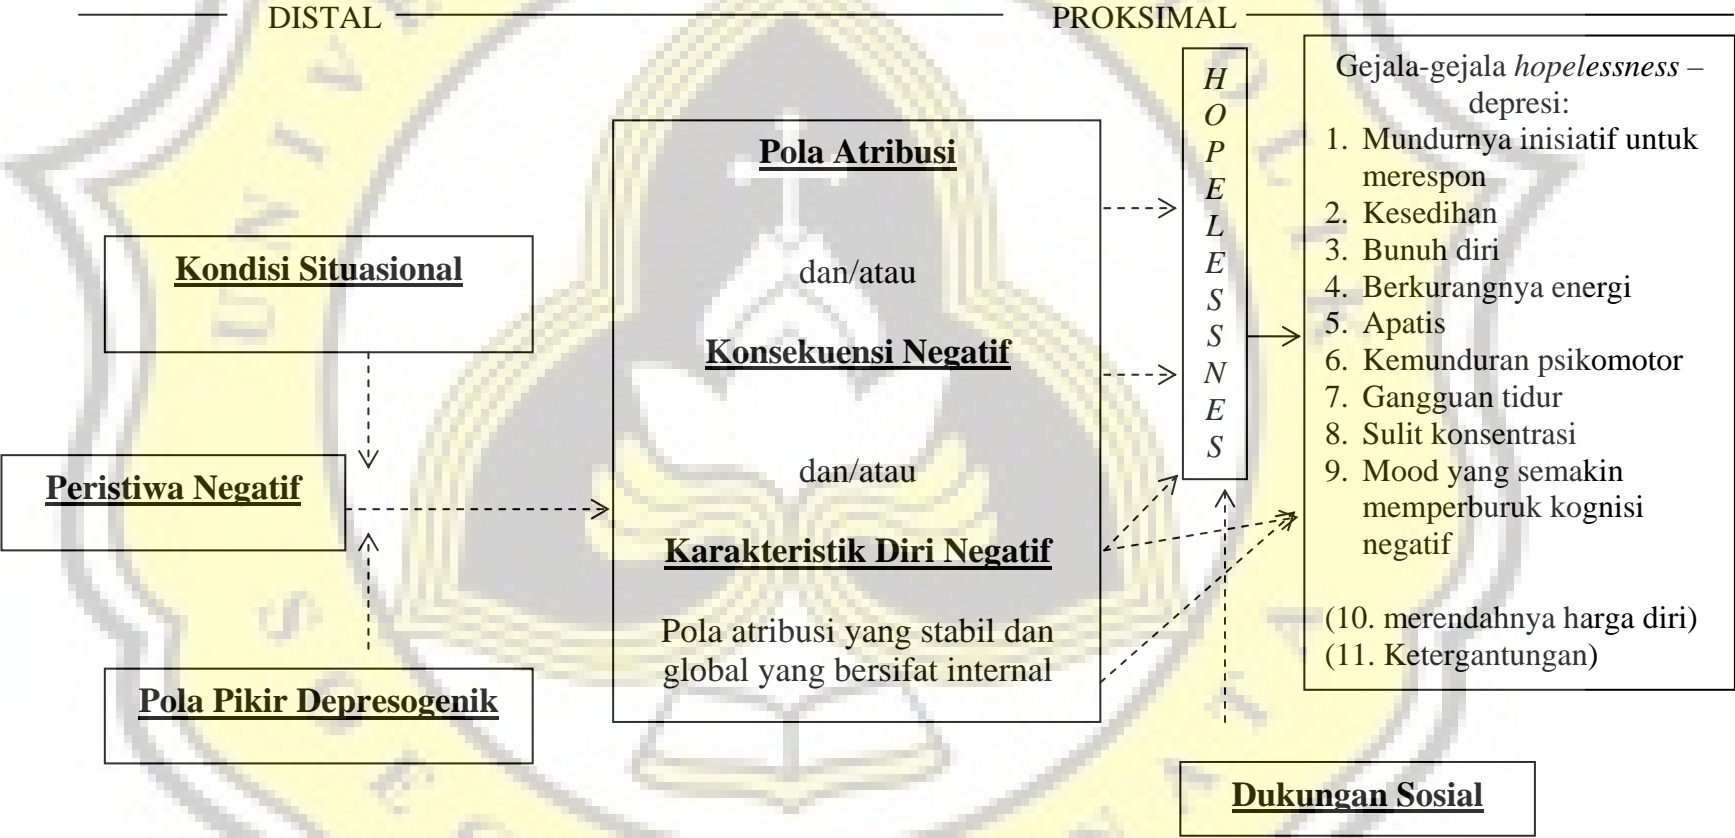 DISTAL
PROKSIMAL
Kondisi Situasional
Peristiwa Negatif
Pola Pikir Depresogenik
Pola Atribusi
dan/atau
Konsekuensi Negatif
dan/atau
Karakteristik Diri Negatif
Pola atribusi yang stabil dan
global yang bersifat internal
H
O
P
E
L
E
S
S
N
E
S
Gejala-gejala hopelessness –
depresi:
1. Mundurnya inisiatif untuk
merespon
2. Kesedihan
3. Bunuh diri
4. Berkurangnya energi
5. Apatis
6. Kemunduran psikomotor
7. Gangguan tidur
8. Sulit konsentrasi
9. Mood yang semakin
memperburuk kognisi
negatif
(10. merendahnya harga diri)
(11. Ketergantungan)
Dukungan Sosial